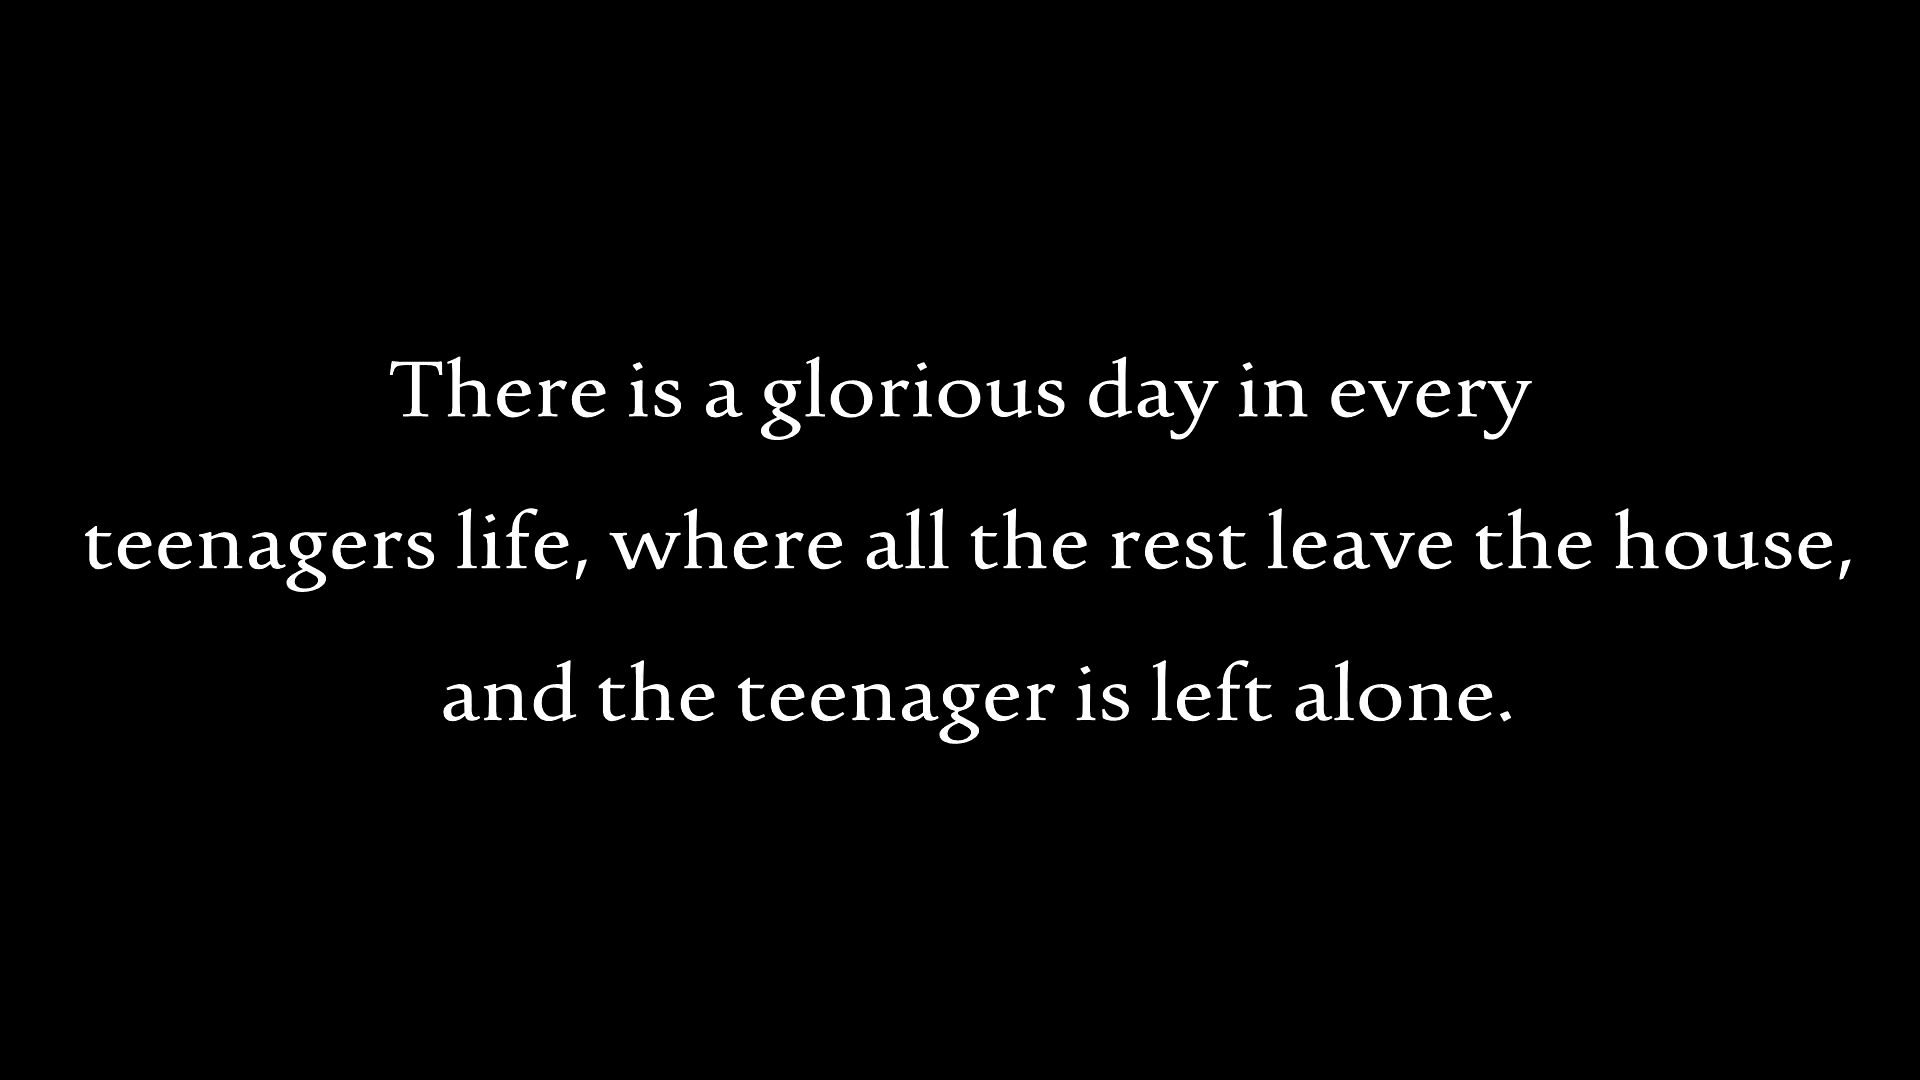 There is a glorious day in every
teenagers life, where all the rest leave the house,
and the teenager is left alone.